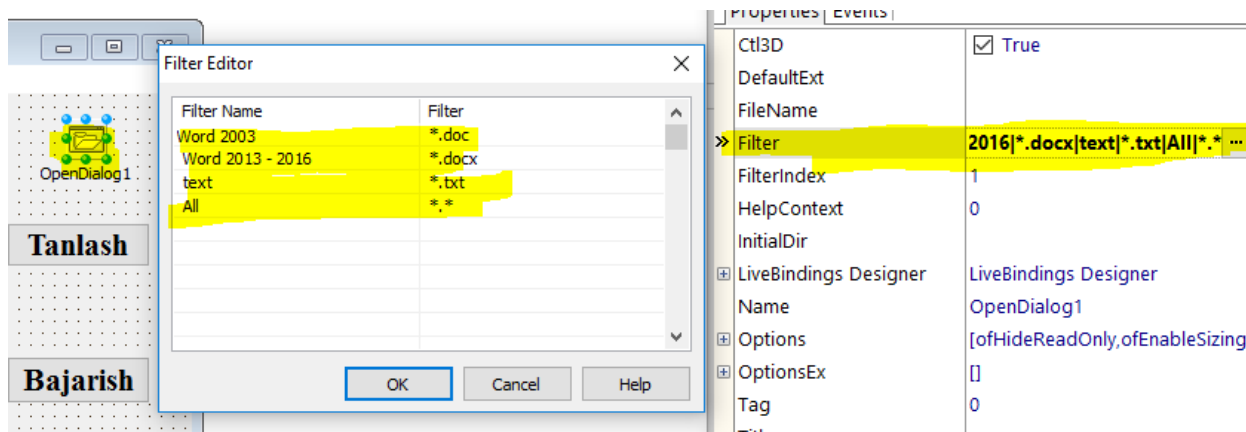 Properties Events
Filter Editor
Filter Name Filter
Word 2003 *.doc
Word 2013 - 2016 *.docx
text *.txt
All *.*
OK Cancel Help
OpenDialog1
Tanlash
Bajarish
Ctl3D True
DefaultExt
FileName
Filter 2016|*.docx|text|*.txt|All|*.* ...
FilterIndex 1
HelpContext 0
InitialDir
LiveBindings Designer LiveBindings Designer
Name OpenDialog1
Options [ofHideReadOnly,ofEnableSizing
OptionsEx []
Tag 0